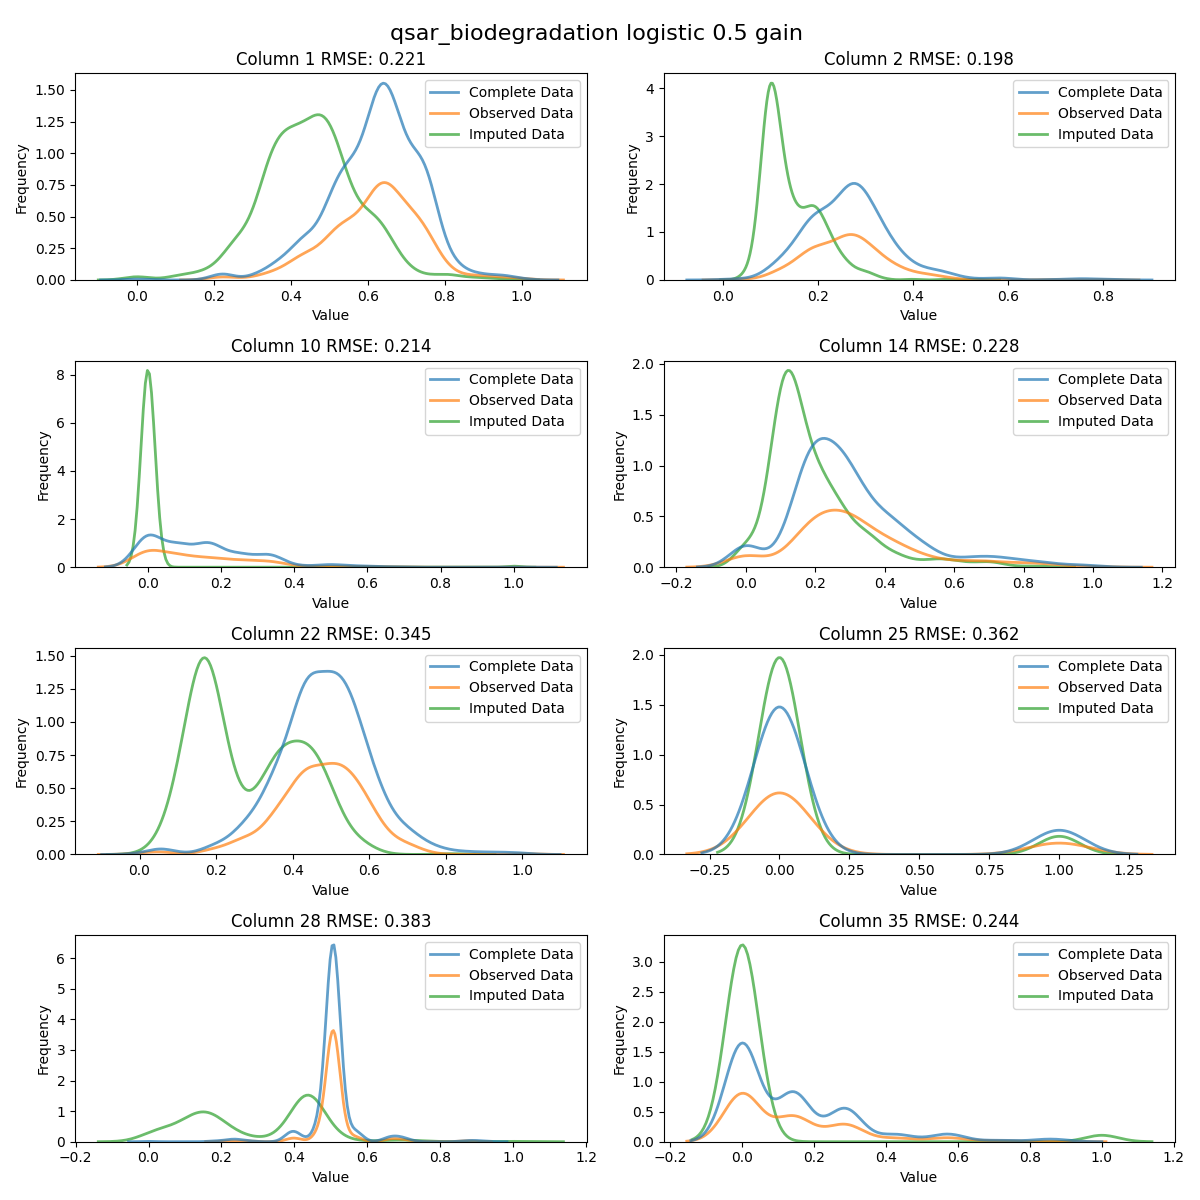 qsar_biodegradation logistic 0.5 gain
Column 1 RMSE: 0.221
Frequency
1.50
1.25
1.00
0.75
0.50
0.25
0.00
Complete Data
Observed Data
Imputed Data
0.0 0.2 0.4 0.6 0.8 1.0
Value
Column 2 RMSE: 0.198
Frequency
4
3
2
1
0
Complete Data
Observed Data
Imputed Data
0.0 0.2 0.4 0.6 0.8
Value
Column 10 RMSE: 0.214
Frequency
8
6
4
2
0
Complete Data
Observed Data
Imputed Data
0.0 0.2 0.4 0.6 0.8 1.0
Value
Column 14 RMSE: 0.228
Frequency
2.0
1.5
1.0
0.5
0.0
Complete Data
Observed Data
Imputed Data
−0.2 0.0 0.2 0.4 0.6 0.8 1.0 1.2
Value
Column 22 RMSE: 0.345
Frequency
1.50
1.25
1.00
0.75
0.50
0.25
0.00
Complete Data
Observed Data
Imputed Data
0.0 0.2 0.4 0.6 0.8 1.0
Value
Column 25 RMSE: 0.362
Frequency
2.0
1.5
1.0
0.5
0.0
Complete Data
Observed Data
Imputed Data
−0.25 0.00 0.25 0.50 0.75 1.00 1.25
Value
Column 28 RMSE: 0.383
Frequency
6
5
4
3
2
1
0
Complete Data
Observed Data
Imputed Data
−0.2 0.0 0.2 0.4 0.6 0.8 1.0 1.2
Value
Column 35 RMSE: 0.244
Frequency
3.0
2.5
2.0
1.5
1.0
0.5
0.0
Complete Data
Observed Data
Imputed Data
−0.2 0.0 0.2 0.4 0.6 0.8 1.0 1.2
Value